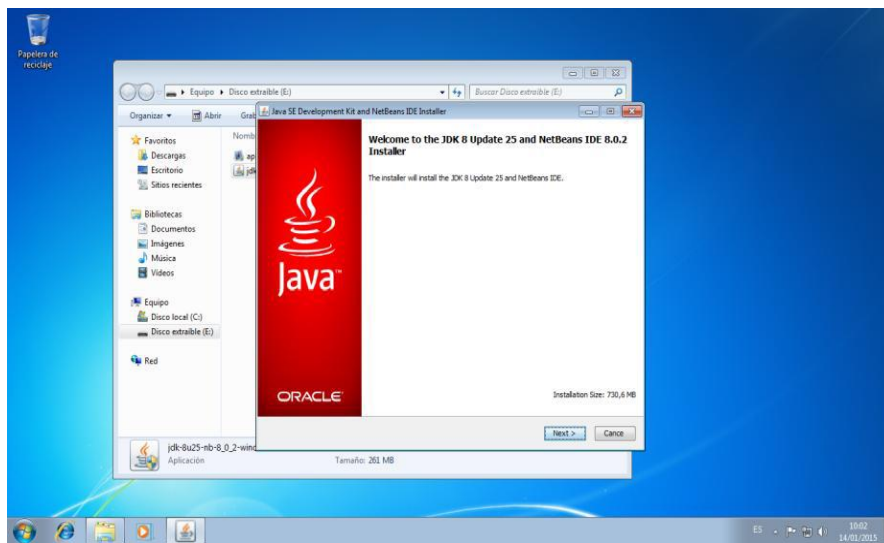 Papelera de
reciclaje
Equipo
Disco extraíble (E:)
Buscar Disco extraíble (E:)
Organizar
Abrir
Java SE Development Kit and NetBeans IDE Installer
Favoritos
Descargas
Escritorio
Sitios recientes
Bibliotecas
Documentos
Imágenes
Música
Vídeos
Equipo
Disco local (C:)
Disco extraíble (E:)
Red
Welcome to the JDK 8 Update 25 and NetBeans IDE 8.0.2
Installer
The installer will install the JDK 8 Update 25 and NetBeans IDE.
Java™
ORACLE
Installation Size: 730,6 MB
Next >
Cance
jdk-8u25-nb-8_0_2-wind
Aplicación
Tamaño: 261 MB
ES
10:02
14/01/2015